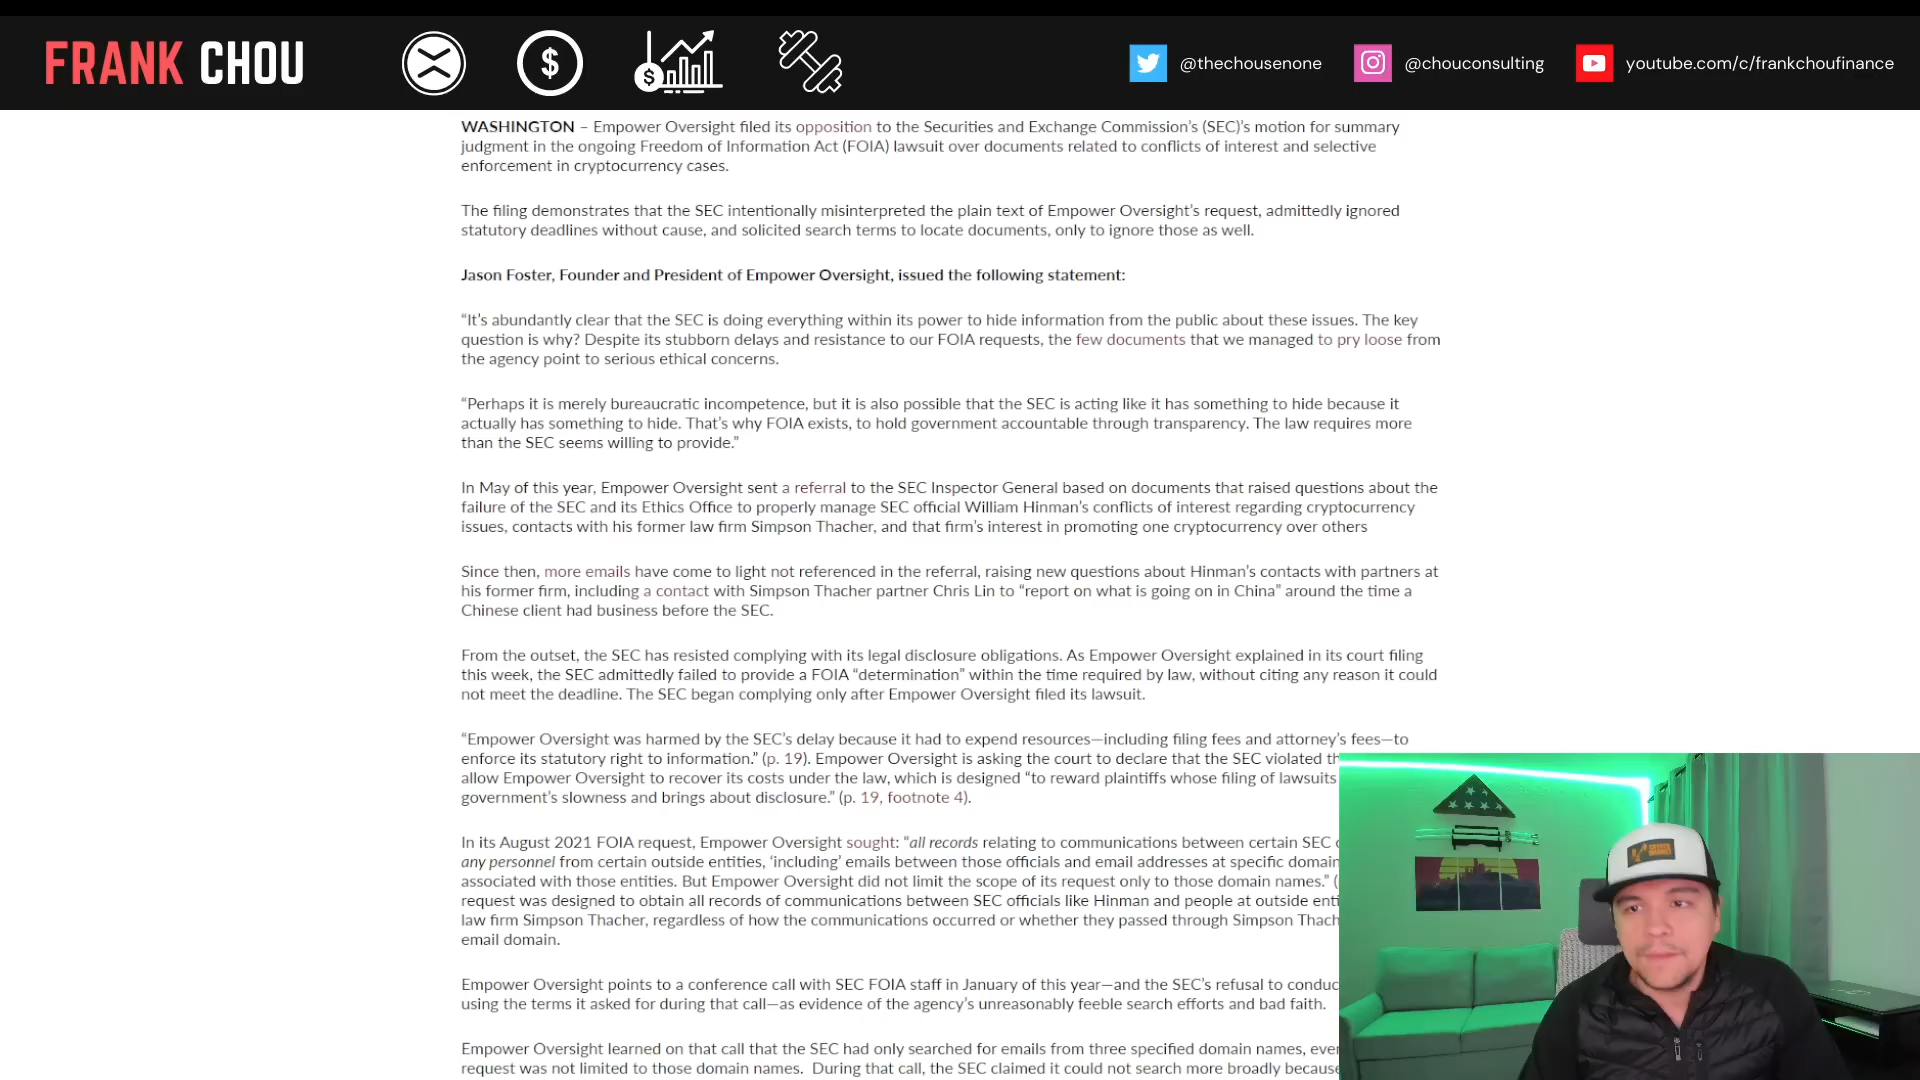 FRANK CHOU
@thechousenone
@chouconsulting
youtube.com/c/frankchoufinance
WASHINGTON – Empower Oversight filed its opposition to the Securities and Exchange Commission’s (SEC)’s motion for summary
judgment in the ongoing Freedom of Information Act (FOIA) lawsuit over documents related to conflicts of interest and selective
enforcement in cryptocurrency cases.
The filing demonstrates that the SEC intentionally misinterpreted the plain text of Empower Oversight’s request, admittedly ignored
statutory deadlines without cause, and solicited search terms to locate documents, only to ignore those as well.
Jason Foster, Founder and President of Empower Oversight, issued the following statement:
“It’s abundantly clear that the SEC is doing everything within its power to hide information from the public about these issues. The key
question is why? Despite its stubborn delays and resistance to our FOIA requests, the few documents that we managed to pry loose from
the agency point to serious ethical concerns.
“Perhaps it is merely bureaucratic incompetence, but it is also possible that the SEC is acting like it has something to hide because it
actually has something to hide. That’s why FOIA exists, to hold government accountable through transparency. The law requires more
than the SEC seems willing to provide.”
In May of this year, Empower Oversight sent a referral to the SEC Inspector General based on documents that raised questions about the
failure of the SEC and its Ethics Office to properly manage SEC official William Hinman’s conflicts of interest regarding cryptocurrency
issues, contacts with his former law firm Simpson Thacher, and that firm’s interest in promoting one cryptocurrency over others
Since then, more emails have come to light not referenced in the referral, raising new questions about Hinman’s contacts with partners at
his former firm, including a contact with Simpson Thacher partner Chris Lin to “report on what is going on in China” around the time a
Chinese client had business before the SEC.
From the outset, the SEC has resisted complying with its legal disclosure obligations. As Empower Oversight explained in its court filing
this week, the SEC admittedly failed to provide a FOIA “determination” within the time required by law, without citing any reason it could
not meet the deadline. The SEC began complying only after Empower Oversight filed its lawsuit.
“Empower Oversight was harmed by the SEC’s delay because it had to expend resources—including filing fees and attorney’s fees—to
enforce its statutory right to information.” (p. 19). Empower Oversight is asking the court to declare that the SEC violated
allow Empower Oversight to recover its costs under the law, which is designed “to reward plaintiffs whose filing of lawsuits
government’s slowness and brings about disclosure.” (p. 19, footnote 4).
In its August 2021 FOIA request, Empower Oversight sought: “all records relating to communications between certain SEC
any personnel from certain outside entities, ‘including’ emails between those officials and email addresses at specific domain
associated with those entities. But Empower Oversight did not limit the scope of its request only to those domain names.” (
request was designed to obtain all records of communications between SEC officials like Hinman and people at outside
law firm Simpson Thacher, regardless of how the communications occurred or whether they passed through Simpson
email domain.
Empower Oversight points to a conference call with SEC FOIA staff in January of this year—and the SEC’s refusal to
using the terms it asked for during that call—as evidence of the agency’s unreasonably feeble search efforts and bad faith.
Empower Oversight learned on that call that the SEC had only searched for emails from three specified domain names,
request was not limited to those domain names. During that call, the SEC claimed it could not search more broadly because